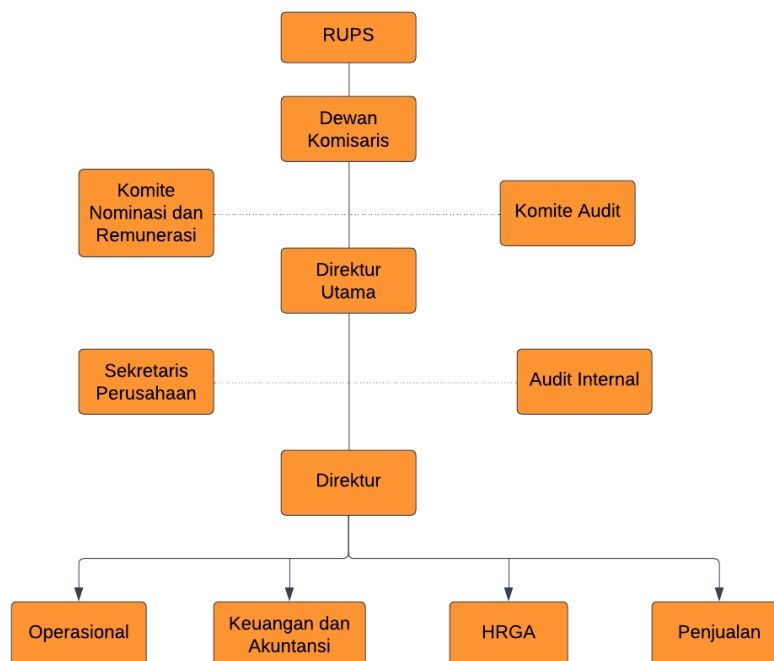 RUPS
Dewan
Komisaris
Komite
Nominasi dan
Remunerasi
Komite Audit
Direktur
Utama
Sekretaris
Perusahaan
Audit Internal
Direktur
Operasional
Keuangan dan
Akuntansi
HRGA
Penjualan